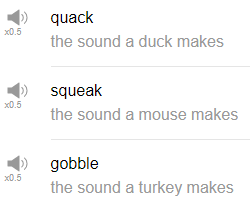 quack
x0.5
the sound a duck makes
squeak
x0.5
the sound a mouse makes
gobble
x0.5
the sound a turkey makes